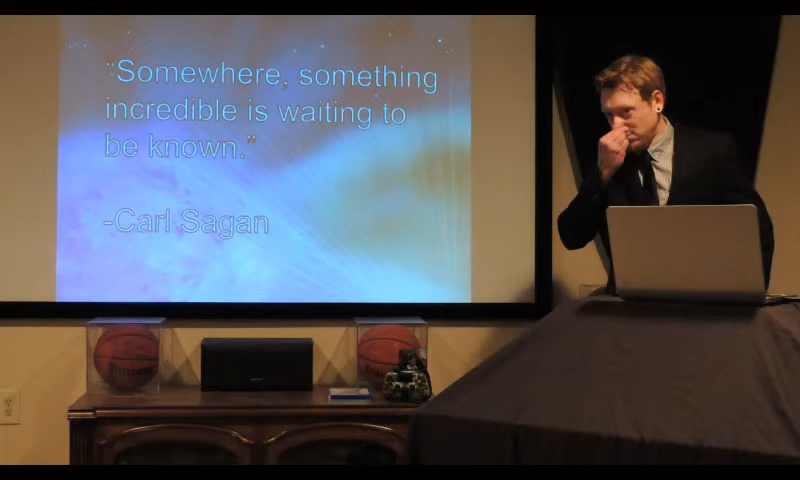 "Somewhere, something
incredible is waiting to
be known."
-Carl Sagan